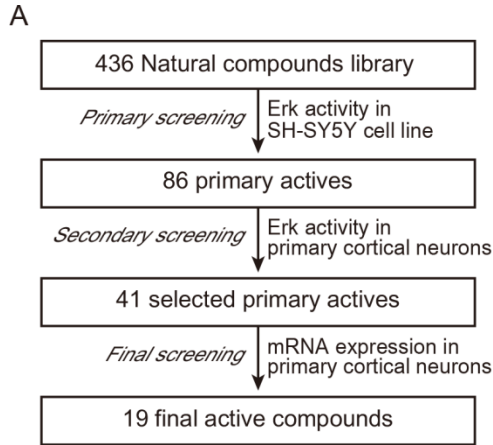 A
436 Natural compounds library
Primary screening
Erk activity in
SH-SY5Y cell line
86 primary actives
Secondary screening
Erk activity in
primary cortical neurons
41 selected primary actives
Final screening
mRNA expression in
primary cortical neurons
19 final active compounds